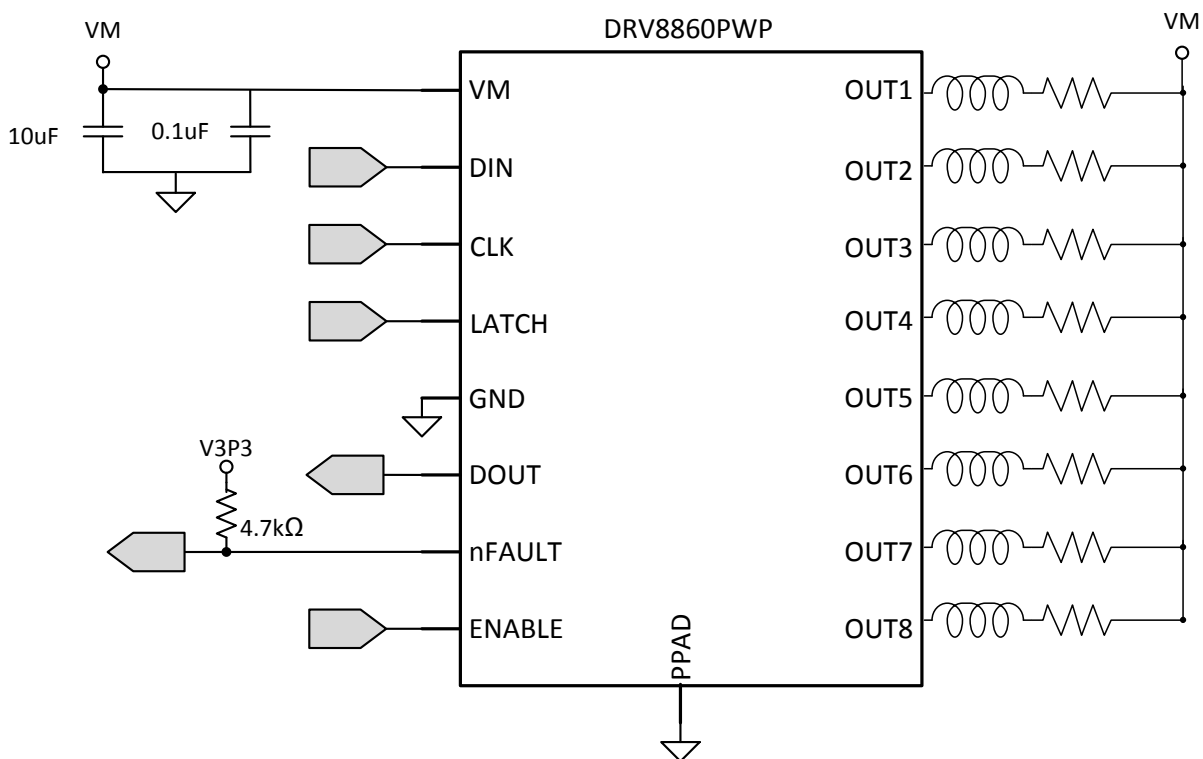 VM
DRV8860PWP
VM
VM
OUT1
10uF
0.1uF
DIN
OUT2
CLK
OUT3
LATCH
OUT4
GND
OUT5
V3P3
DOUT
OUT6
4.7kΩ
nFAULT
OUT7
ENABLE
OUT8
PPAD